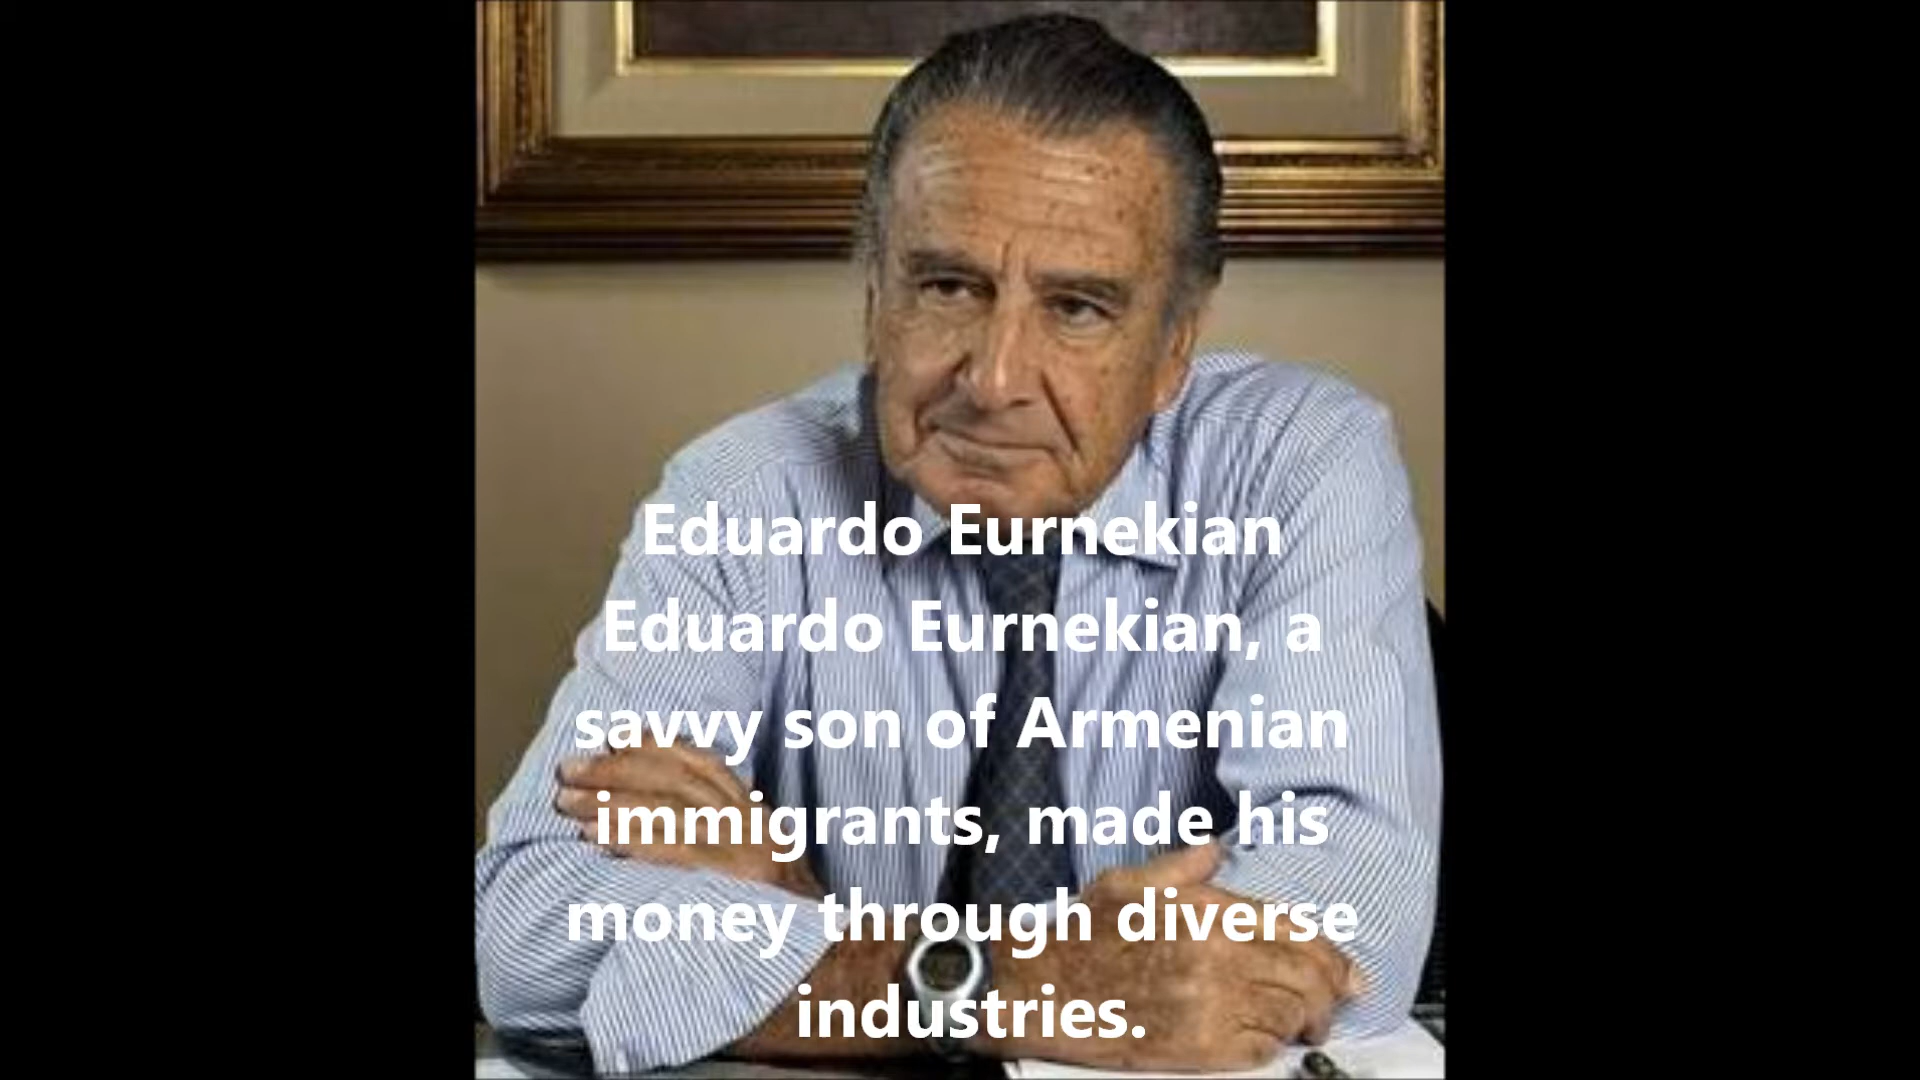 Eduardo Eurnekian
Eduardo Eurnekian, a
savvy son of Armenian
immigrants, made his
money through diverse
industries.